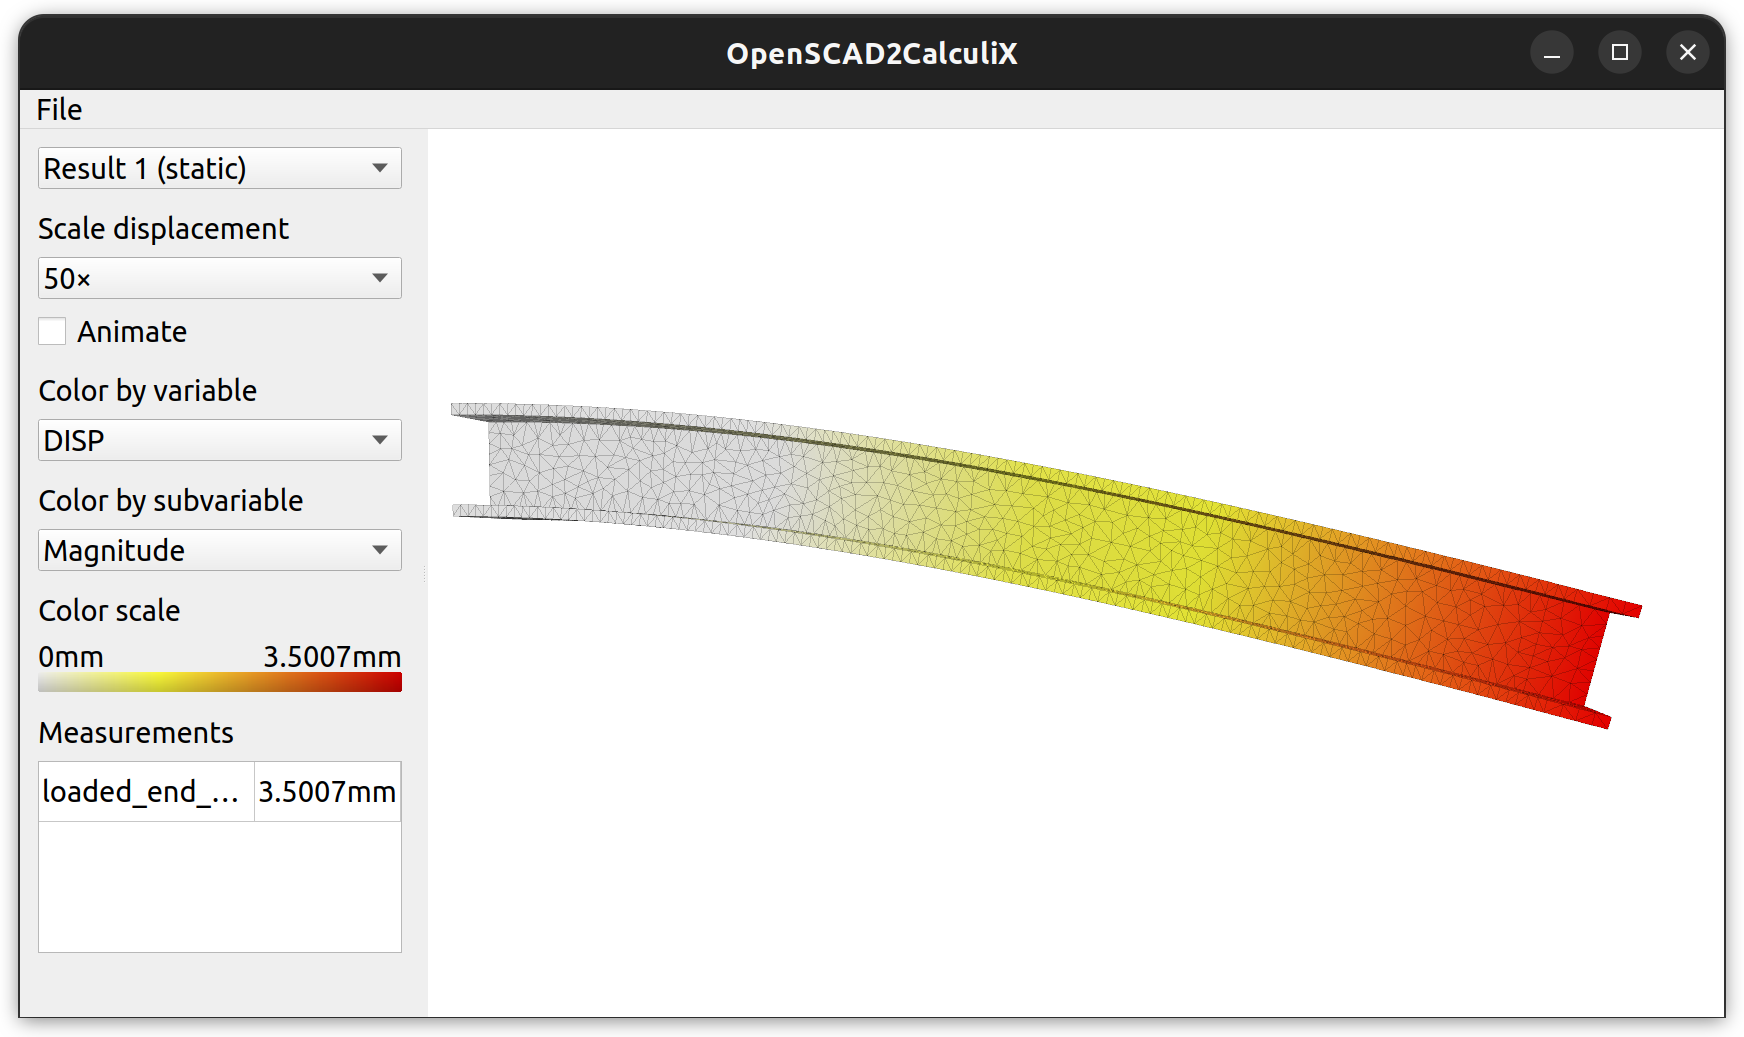 OpenSCAD2CalculiX
File
Result 1 (static)
Scale displacement
50×
Animate
Color by variable
DISP
Color by subvariable
Magnitude
Color scale
0mm 3.5007mm
Measurements
loaded_end_... 3.5007mm